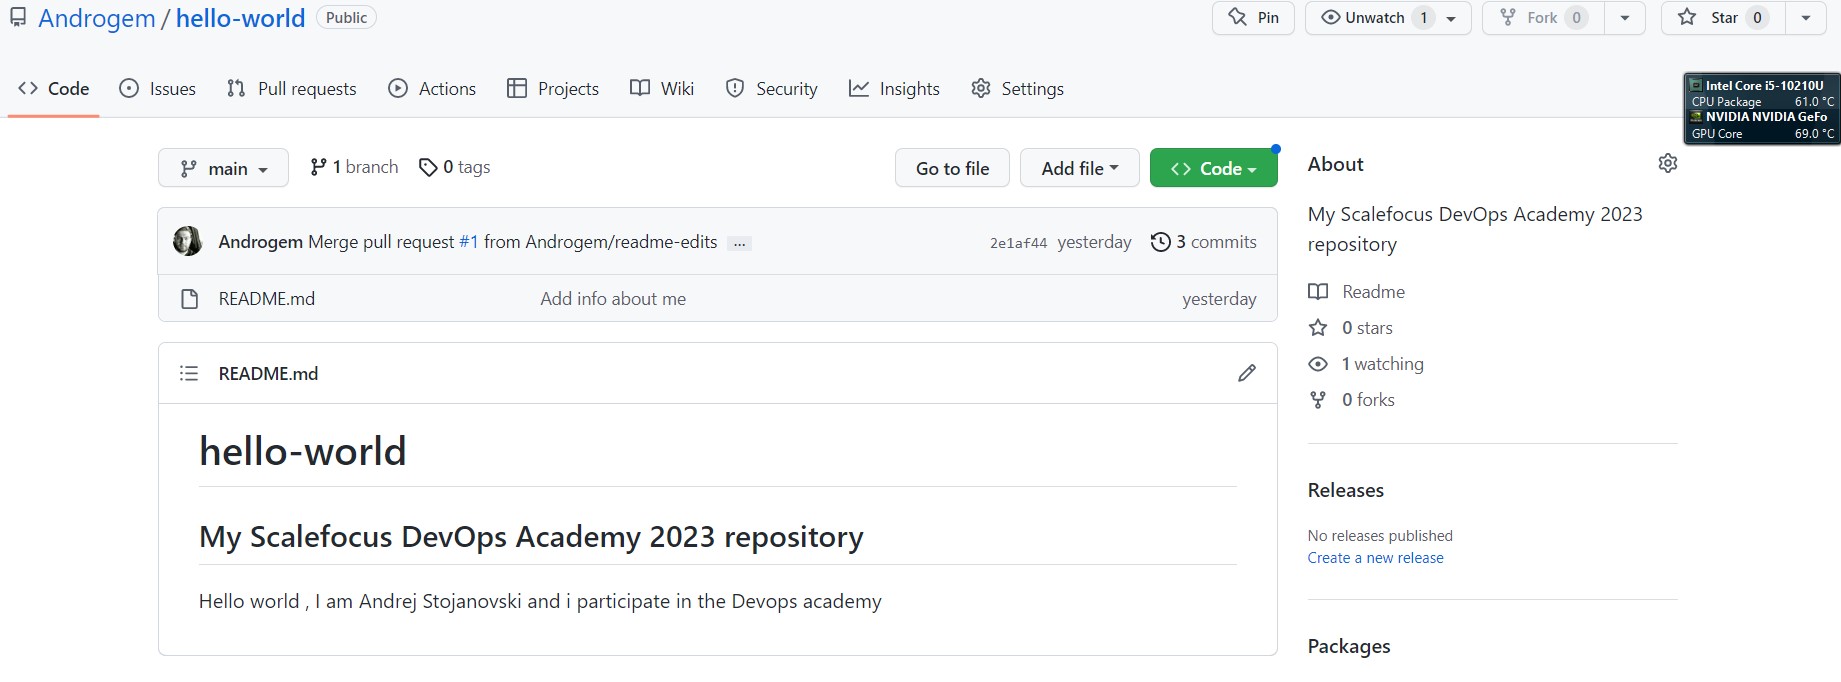 Androgem / hello-world Public
Pin Unwatch 1 Fork 0 Star 0
Code Issues Pull requests Actions Projects Wiki Security Insights Settings
Intel Core i5-10210U
CPU Package 61.0 °C
NVIDIA NVIDIA GeFo
GPU Core 69.0 °C
main 1 branch 0 tags Go to file Add file Code
Androgem Merge pull request #1 from Androgem/readme-edits ... 2e1af44 yesterday 3 commits
README.md Add info about me yesterday
README.md
hello-world
My Scalefocus DevOps Academy 2023 repository
Hello world , I am Andrej Stojanovski and i participate in the Devops academy
About
My Scalefocus DevOps Academy 2023
repository
Readme
0 stars
1 watching
0 forks
Releases
No releases published
Create a new release
Packages